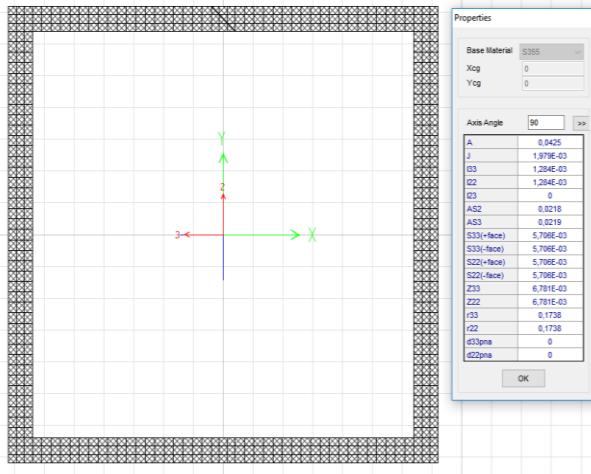 Properties
Base Material S355
Xcg 0
Ycg 0
Axis Angle 90 >>
A 0,0425
J 1,979E-03
I33 1,284E-03
I22 1,284E-03
I23 0
AS2 0,0218
AS3 0,0219
S33(+face) 5,706E-03
S33(-face) 5,706E-03
S22(+face) 5,706E-03
S22(-face) 5,706E-03
Z33 6,781E-03
Z22 6,781E-03
r33 0,1738
r22 0,1738
d33pna 0
d22pna 0
OK
Y
2
3
X